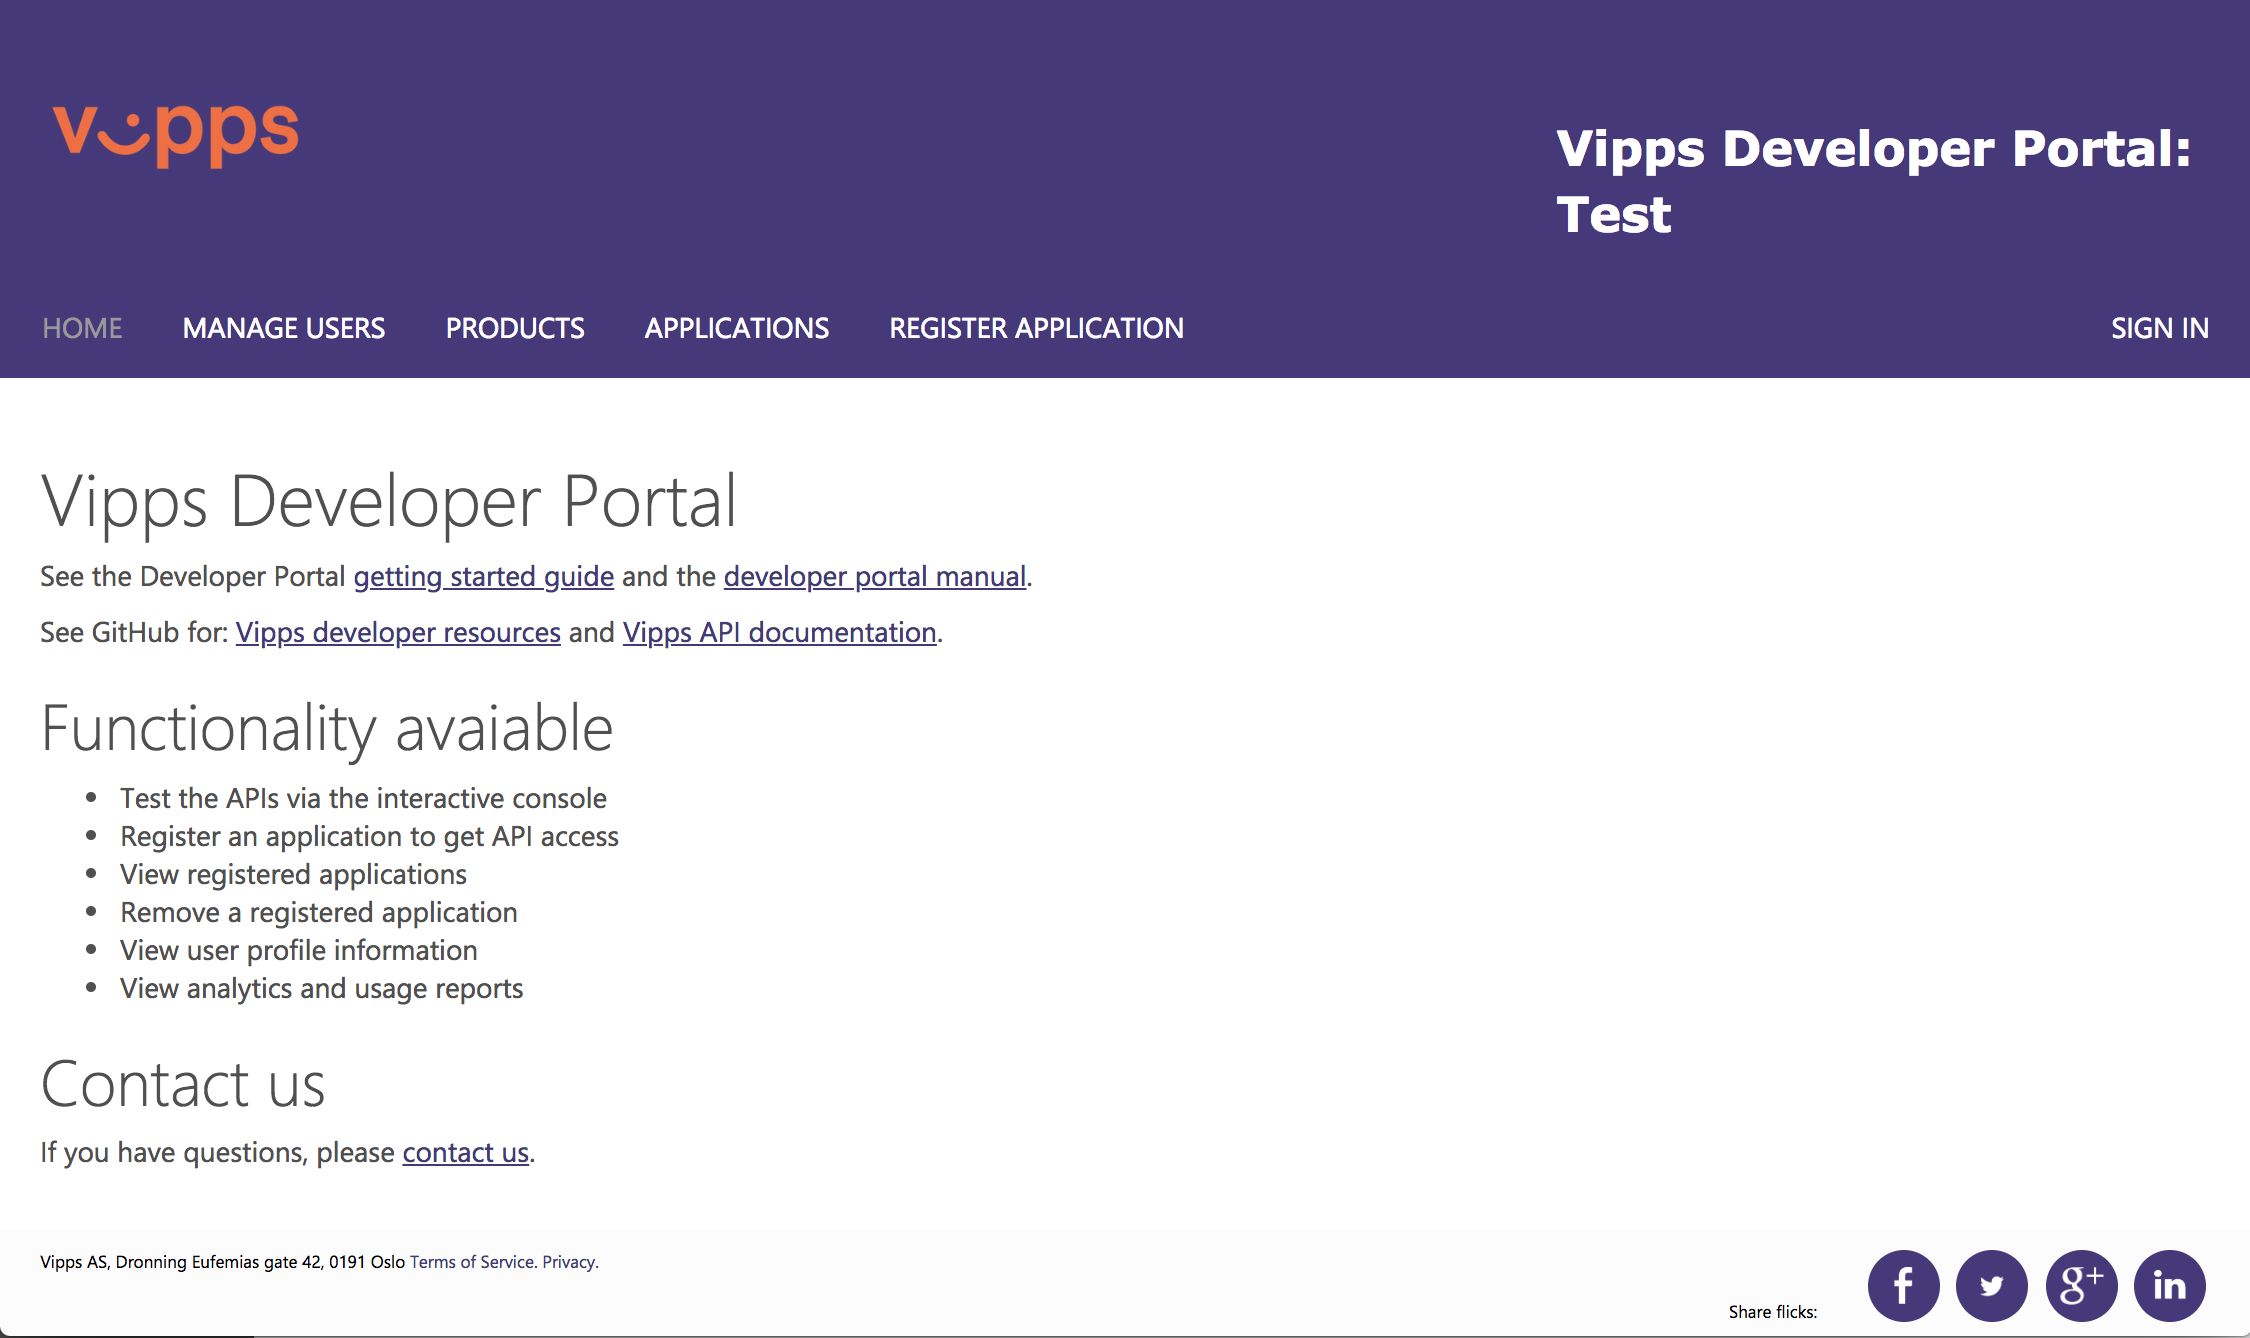 vipps
Vipps Developer Portal:
Test
HOME MANAGE USERS PRODUCTS APPLICATIONS REGISTER APPLICATION SIGN IN
Vipps Developer Portal
See the Developer Portal getting started guide and the developer portal manual.
See GitHub for: Vipps developer resources and Vipps API documentation.
Functionality avaiable
• Test the APIs via the interactive console
• Register an application to get API access
• View registered applications
• Remove a registered application
• View user profile information
• View analytics and usage reports
Contact us
If you have questions, please contact us.
Vipps AS, Dronning Eufemias gate 42, 0191 Oslo Terms of Service. Privacy.
Share flicks: f g+ in